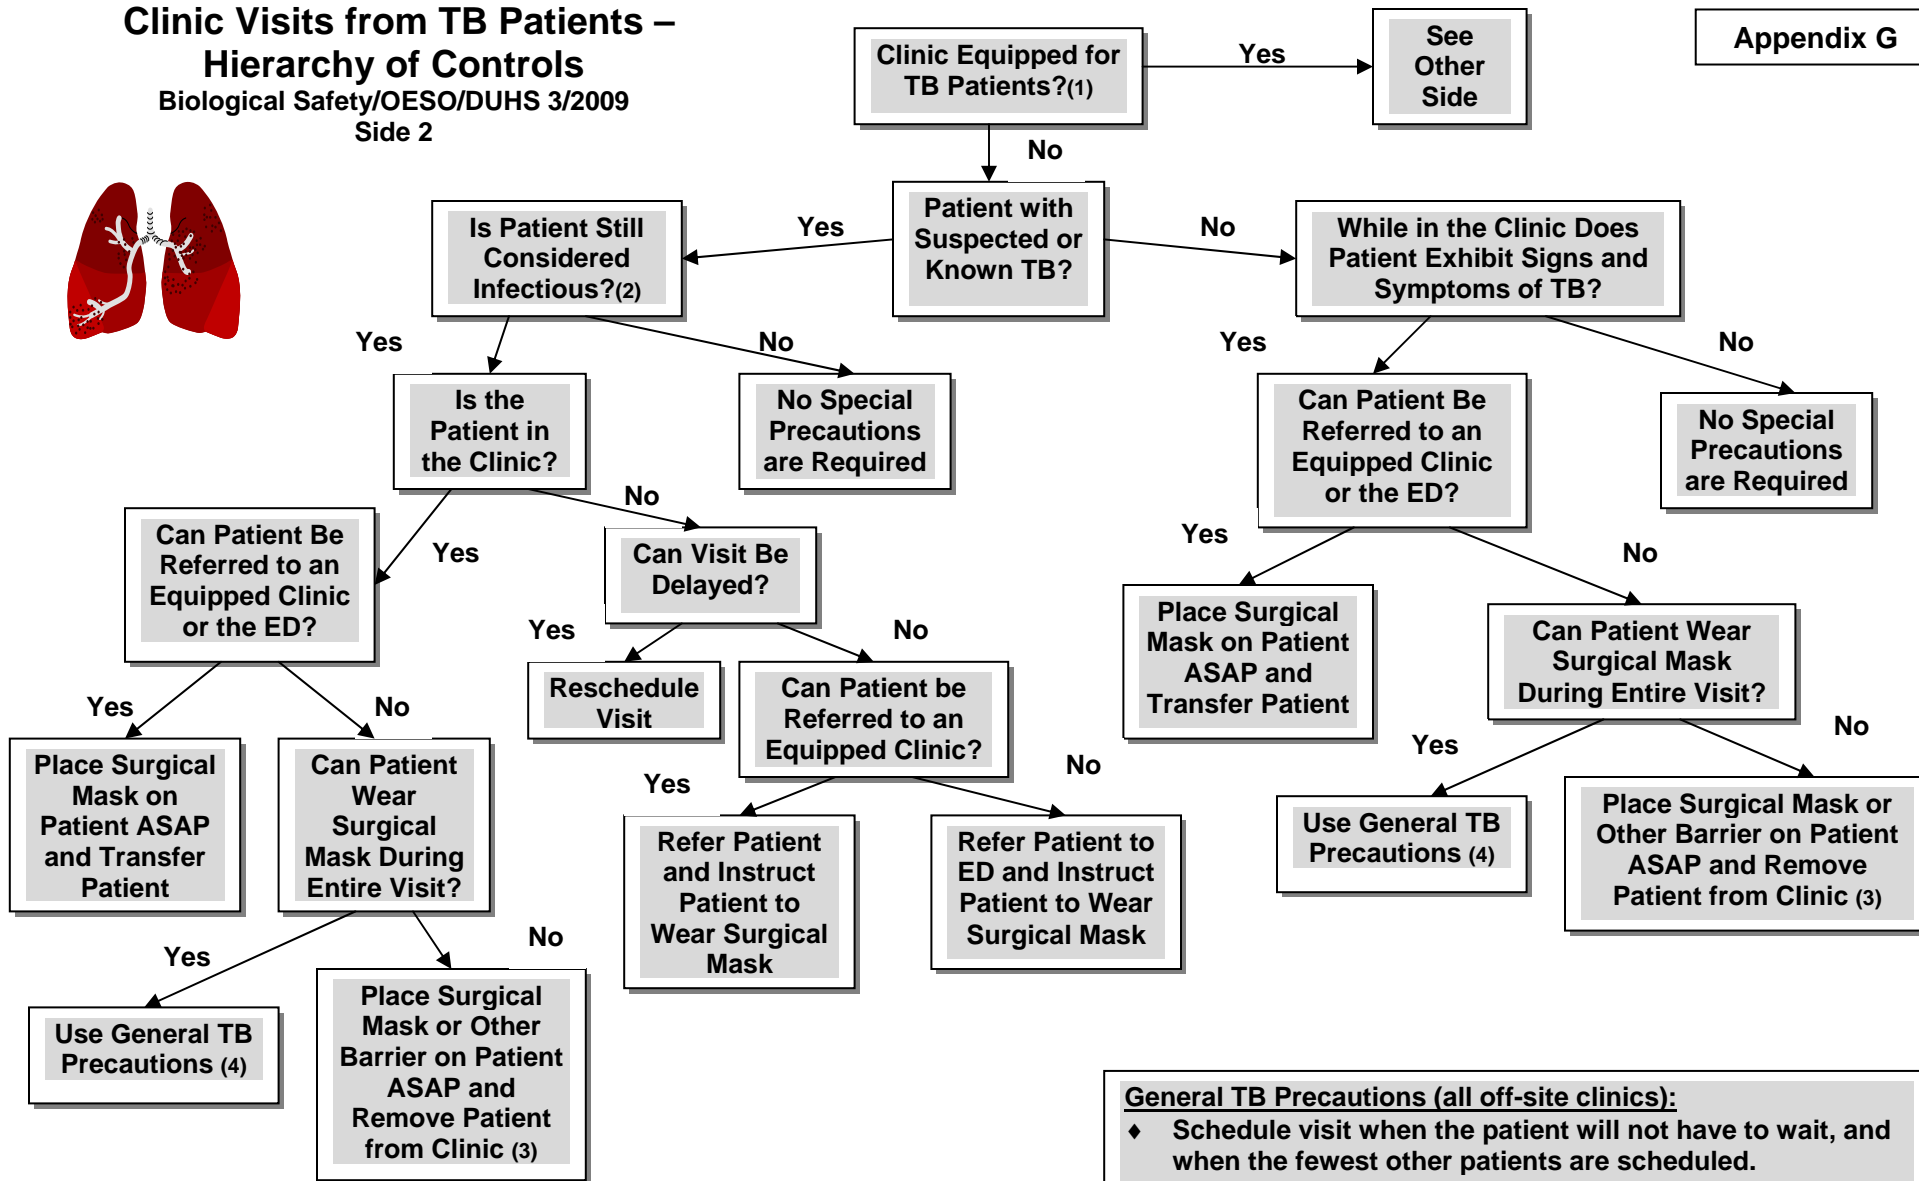 Clinic Visits from TB Patients –
Hierarchy of Controls
Biological Safety/OESO/DUHS 3/2009
Side 2
Appendix G
Clinic Equipped for
TB Patients?(1)
Yes
See
Other
Side
No
Patient with
Suspected or
Known TB?
Yes
No
Is Patient Still
Considered
Infectious?(2)
While in the Clinic Does
Patient Exhibit Signs and
Symptoms of TB?
Yes
No
Yes
No
Is the
Patient in
the Clinic?
No Special
Precautions
are Required
Can Patient Be
Referred to an
Equipped Clinic
or the ED?
No Special
Precautions
are Required
Yes
No
Can Patient Be
Referred to an
Equipped Clinic
or the ED?
Can Visit Be
Delayed?
Yes
No
Place Surgical
Mask on Patient
ASAP and
Transfer Patient
Can Patient Wear
Surgical Mask
During Entire Visit?
Yes
No
Reschedule
Visit
Can Patient be
Referred to an
Equipped Clinic?
Yes
No
Place Surgical
Mask on
Patient ASAP
and Transfer
Patient
Can Patient
Wear
Surgical
Mask During
Entire Visit?
Yes
No
Refer Patient
and Instruct
Patient to
Wear Surgical
Mask
Refer Patient to
ED and Instruct
Patient to Wear
Surgical Mask
Yes
No
Use General TB
Precautions (4)
Place Surgical Mask or
Other Barrier on Patient
ASAP and Remove
Patient from Clinic (3)
Yes
No
Use General TB
Precautions (4)
Place Surgical
Mask or Other
Barrier on Patient
ASAP and
Remove Patient
from Clinic (3)
General TB Precautions (all off-site clinics):
♦ Schedule visit when the patient will not have to wait, and
when the fewest other patients are scheduled.